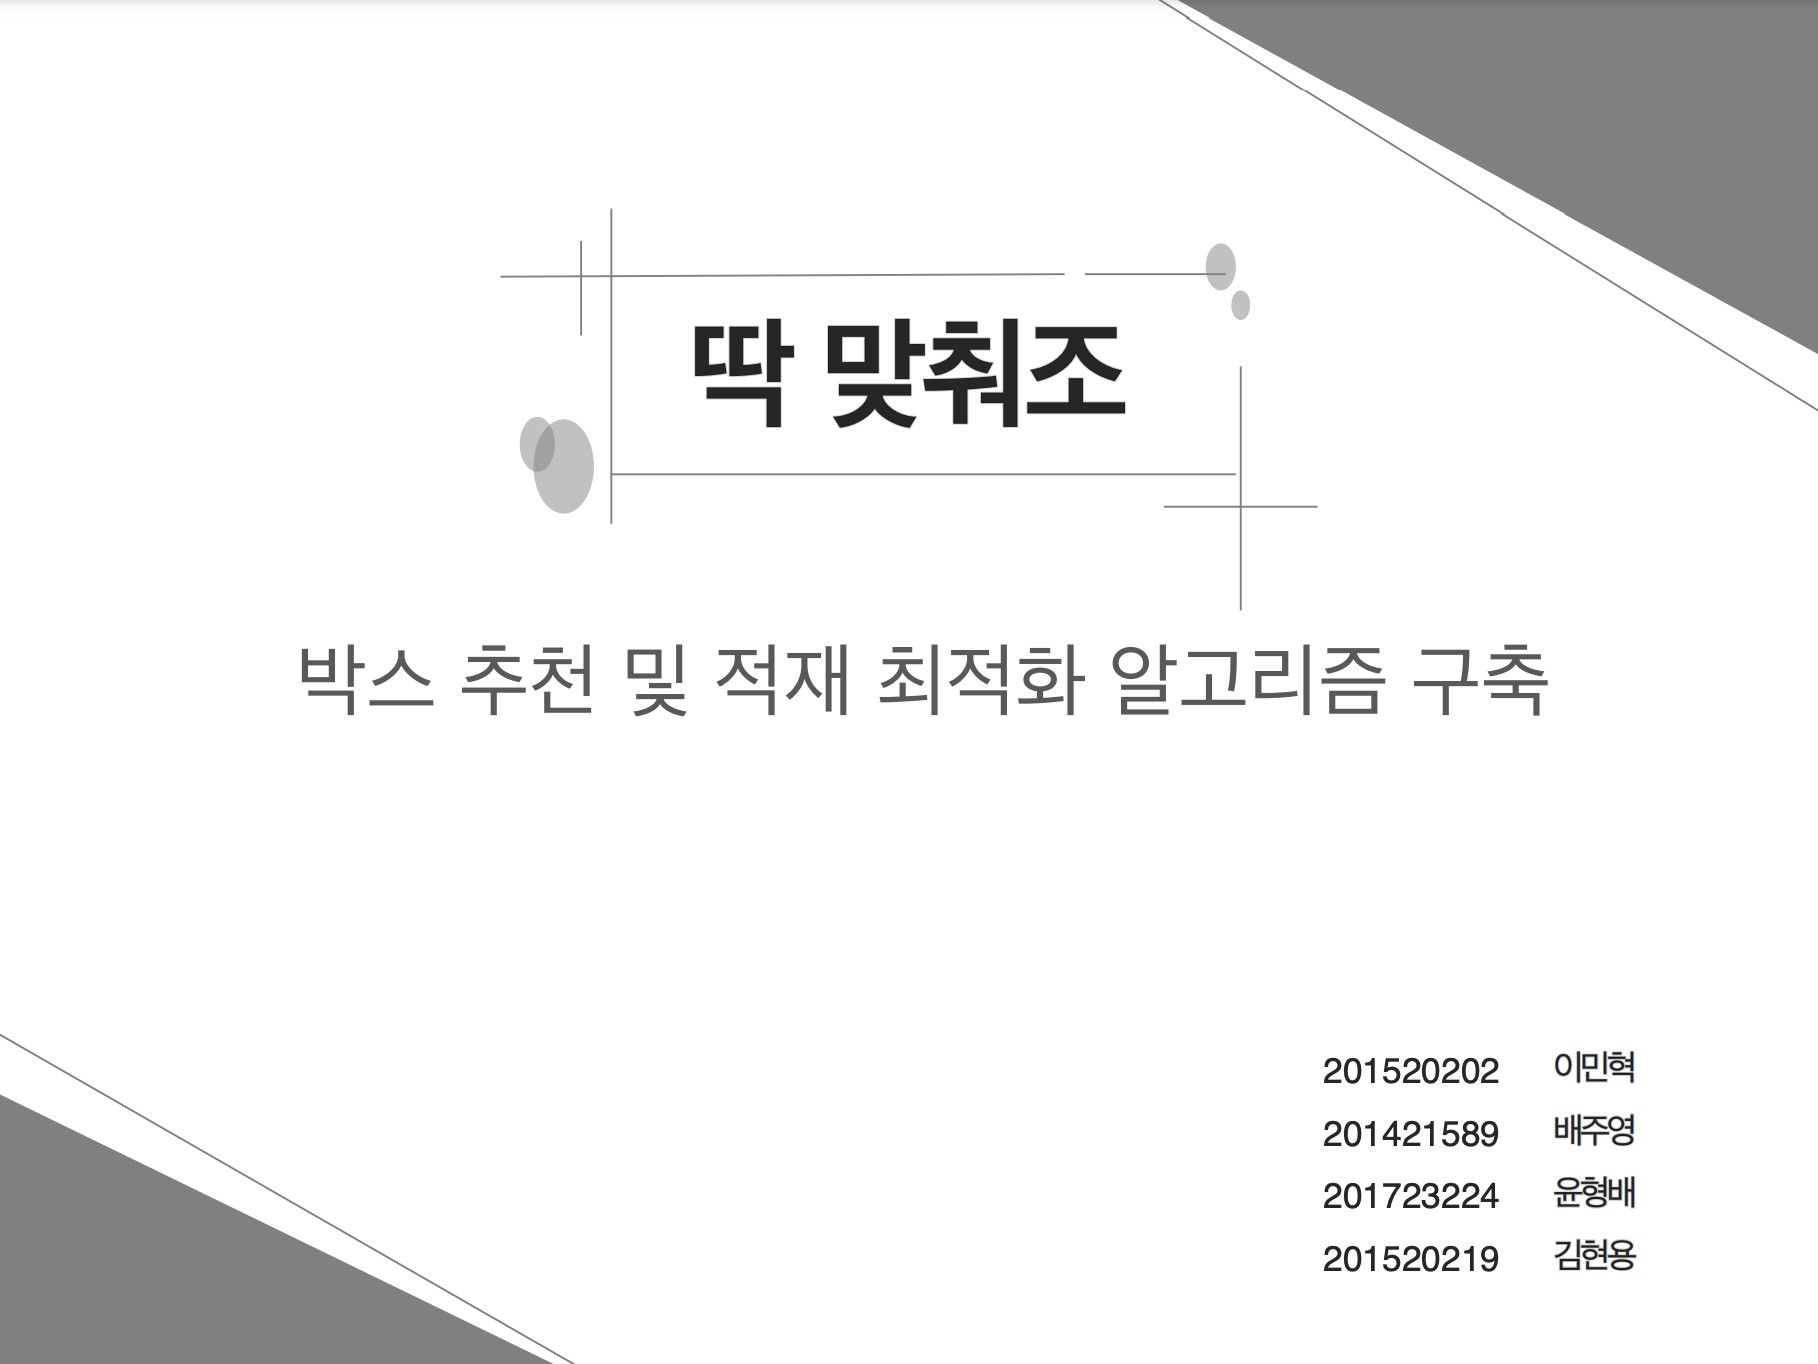 딱 맞춰조
박스 추천 및 적재 최적화 알고리즘 구축
201520202 이민혁
201421589 배주영
201723224 윤형배
201520219 김현용